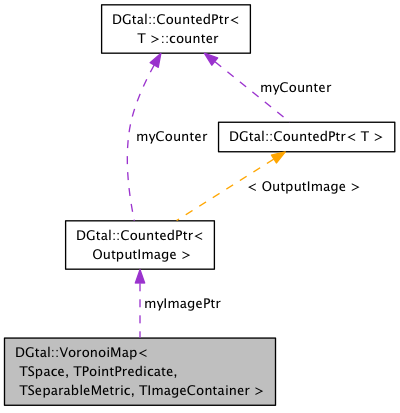 DGtal::CountedPtr<
T >::counter
myCounter
DGtal::CountedPtr< T >
myCounter
< OutputImage >
DGtal::CountedPtr<
OutputImage >
myImagePtr
DGtal::VoronoiMap<
TSpace, TPointPredicate,
TSeparableMetric, TImageContainer >